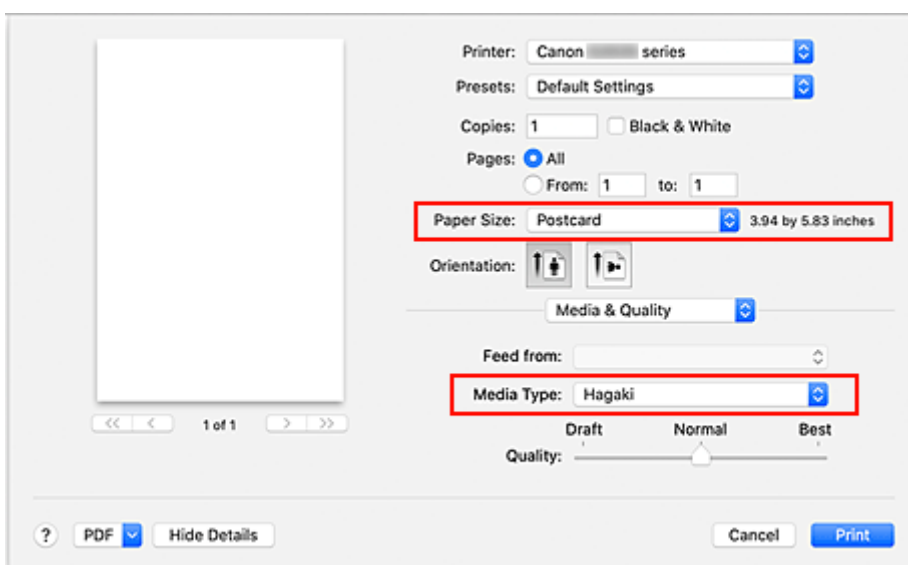 Printer: Canon series
Presets: Default Settings
Copies: 1 Black & White
Pages: All
From: 1 to: 1
Paper Size: Postcard 3.94 by 5.83 inches
Orientation:
Media & Quality
Feed from:
Media Type: Hagaki
Draft Normal Best
Quality:
<< < 1 of 1 > >>
? PDF Hide Details Cancel Print